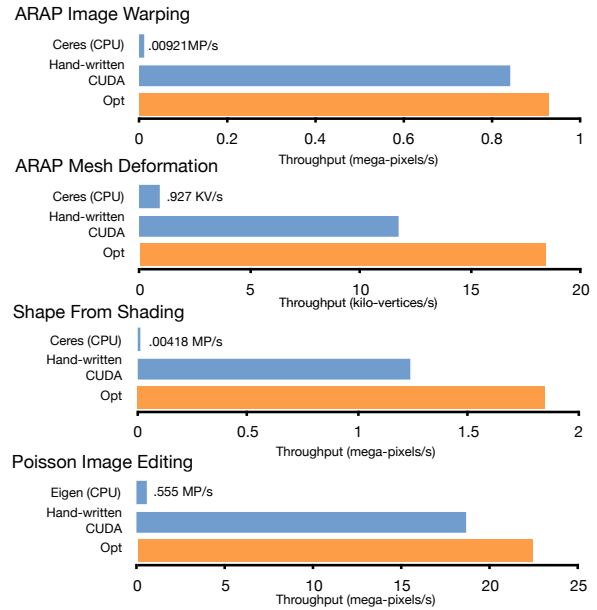 ARAP Image Warping
Ceres (CPU)
.00921MP/s
Hand-written
CUDA
Opt
0 0.2 0.4 0.6 0.8 1
Throughput (mega-pixels/s)
ARAP Mesh Deformation
Ceres (CPU)
.927 KV/s
Hand-written
CUDA
Opt
0 5 10 15 20
Throughput (kilo-vertices/s)
Shape From Shading
Ceres (CPU)
.00418 MP/s
Hand-written
CUDA
Opt
0 0.5 1 1.5 2
Throughput (mega-pixels/s)
Poisson Image Editing
Eigen (CPU)
.555 MP/s
Hand-written
CUDA
Opt
0 5 10 15 20 25
Throughput (mega-pixels/s)